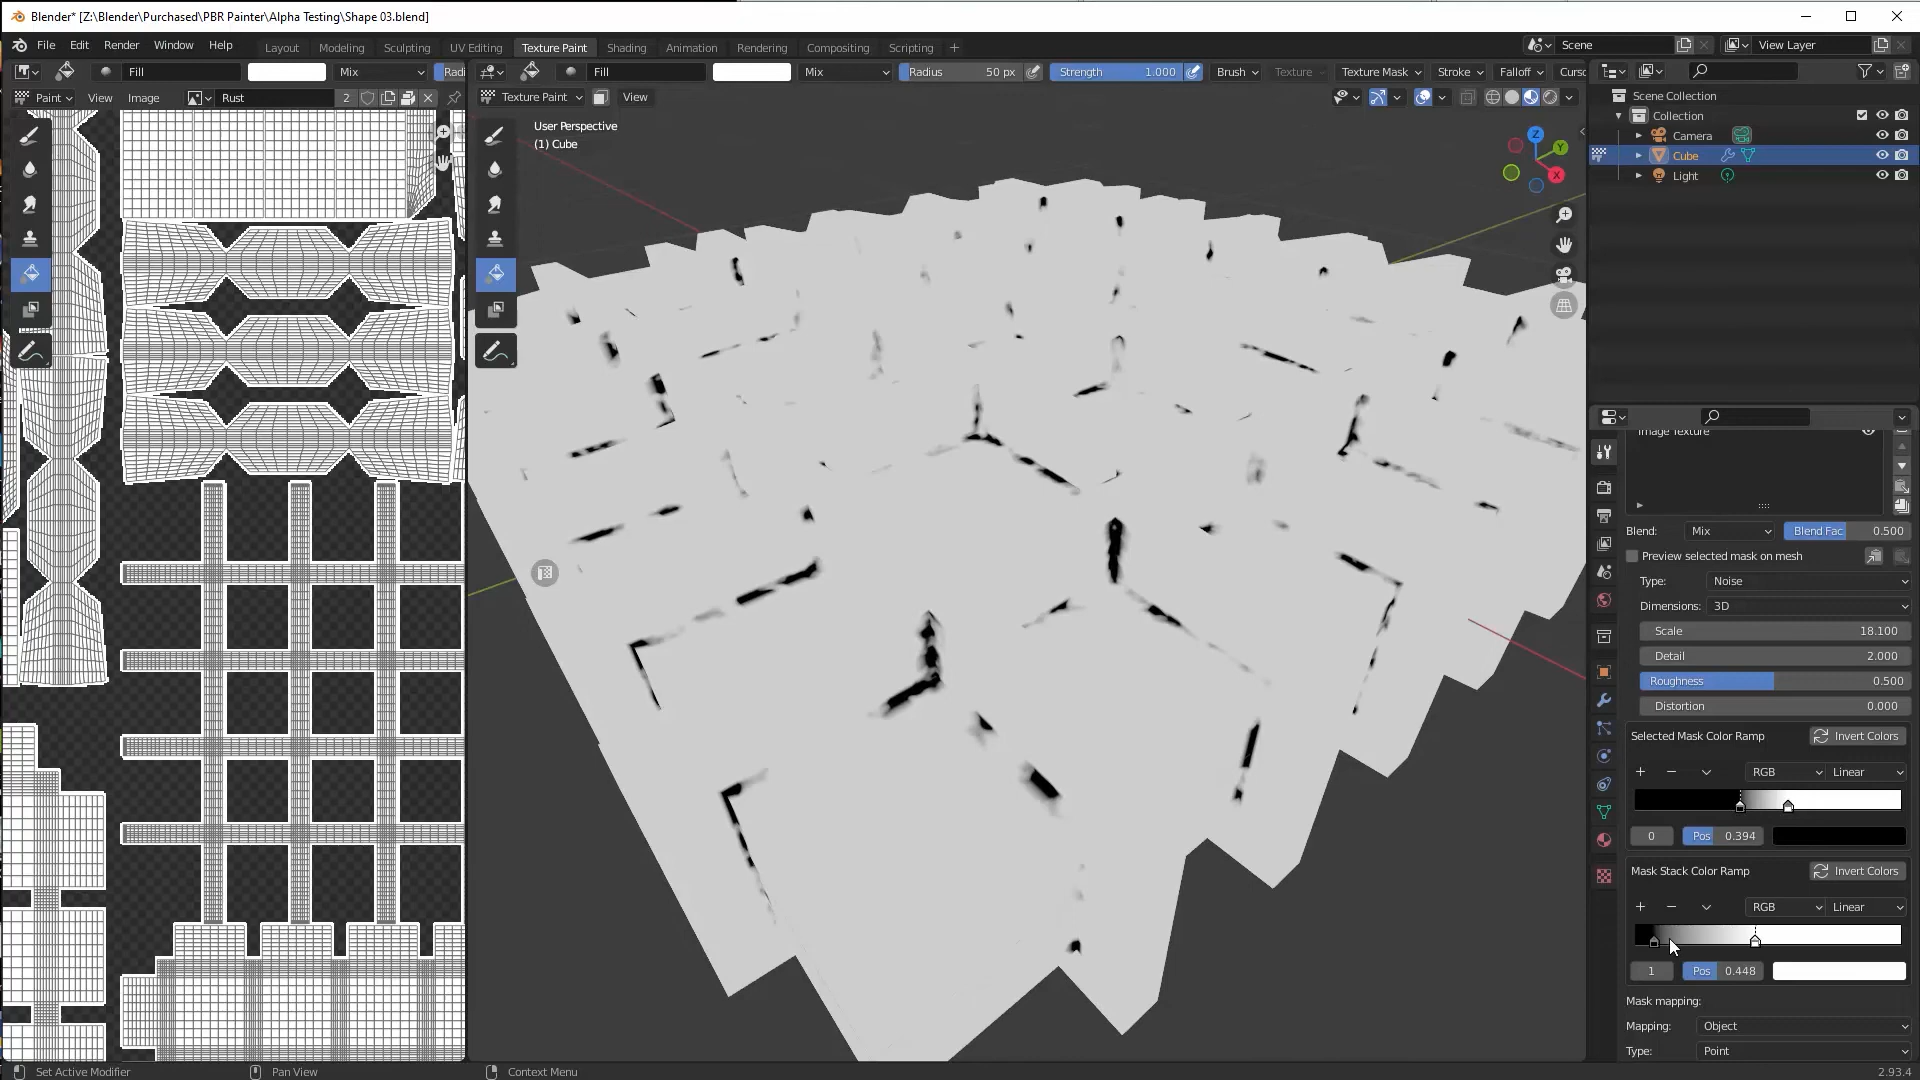 Blender* [Z:\Blender\Purchased\PBR Painter\Alpha Testing\Shape 03.blend]
File Edit Render Window Help
Layout Modeling Sculpting UV Editing Texture Paint Shading Animation Rendering Compositing Scripting +
Scene
View Layer
Fill
Mix
Radi
Fill
Mix
Radius 50 px
Strength 1.000
Brush
Texture
Texture Mask
Stroke
Falloff
Curso
Paint
View
Image
Rust
2
Texture Paint
View
User Perspective
(1) Cube
Z
Y
X
Scene Collection
Collection
Camera
Cube
Light
Image Texture
Blend: Mix
Blend Fac 0.500
Preview selected mask on mesh
Type: Noise
Dimensions: 3D
Scale 18.100
Detail 2.000
Roughness 0.500
Distortion 0.000
Selected Mask Color Ramp
Invert Colors
RGB
Linear
0
Pos 0.394
Mask Stack Color Ramp
Invert Colors
RGB
Linear
1
Pos 0.448
Mask mapping:
Mapping: Object
Type: Point
Set Active Modifier
Pan View
Context Menu
2.93.4